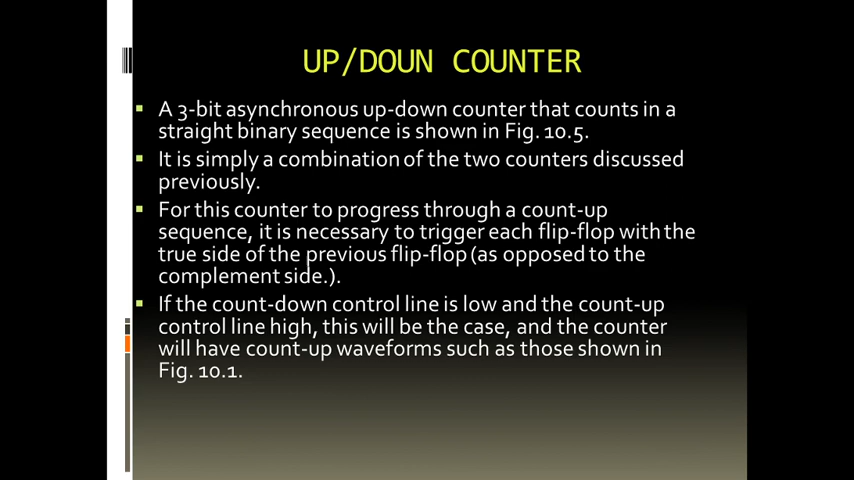 UP/DOUN COUNTER
A 3-bit asynchronous up-down counter that counts in a
straight binary sequence is shown in Fig. 10.5.
It is simply a combination of the two counters discussed
previously.
For this counter to progress through a count-up
sequence, it is necessary to trigger each flip-flop with the
true side of the previous flip-flop (as opposed to the
complement side.).
If the count-down control line is low and the count-up
control line high, this will be the case, and the counter
will have count-up waveforms such as those shown in
Fig. 10.1.